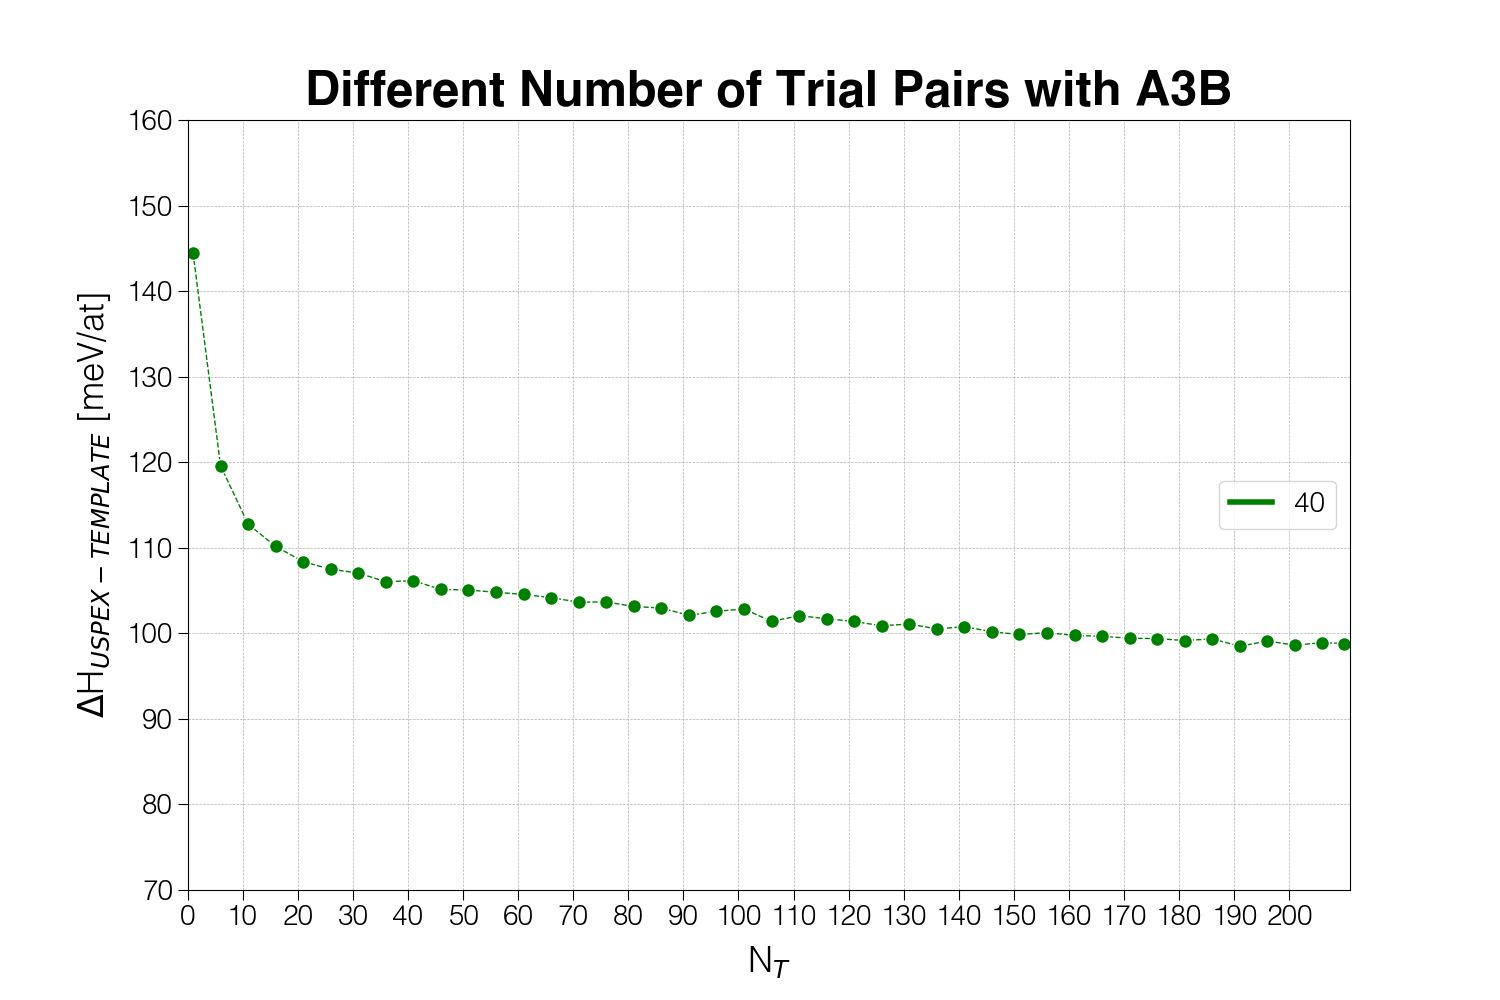 Different Number of Trial Pairs with A3B
160
150
140
130
120
110
100
90
80
70
ΔH_{USPEX-TEMPLATE} [meV/at]
40
0 10 20 30 40 50 60 70 80 90 100 110 120 130 140 150 160 170 180 190 200
N_T